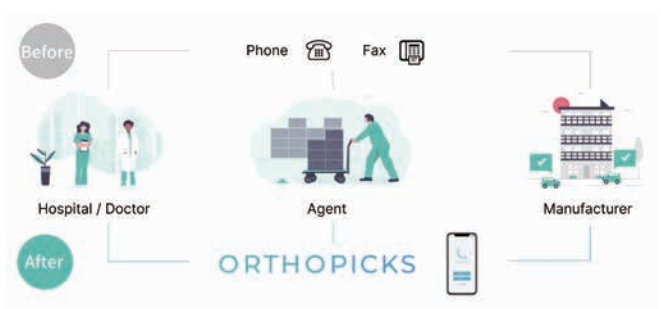 Before
Phone
Fax
Hospital / Doctor
Agent
Manufacturer
After
ORTHOPICKS